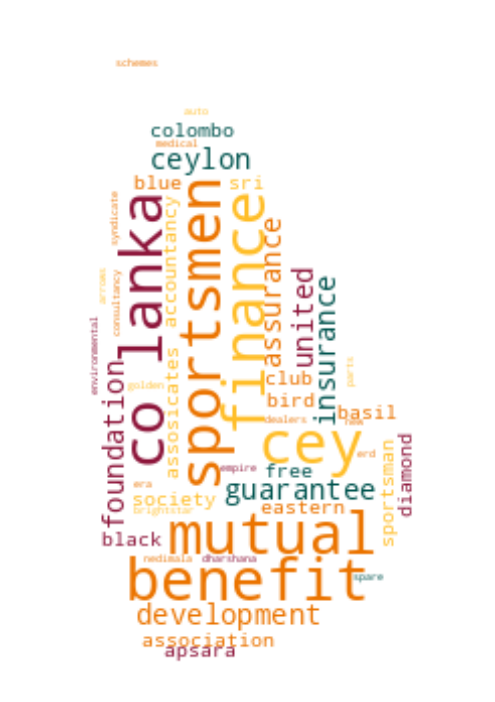 schemes
auto
colombo
medical
ceylon
blue
sri
syndicate
co lanka
accountancy
sportsmen
finance
assurance
united
insurance
arrowe
consultancy
environmental
foundation
golden
assosicates
club
bird
parts
dealers
basil
new
cey
erd
empire
free
sportsman
diamond
era
society
guarantee
brightstar
eastern
black
mutual
nedimala
dharshana
benefit
spare
development
association
apsara